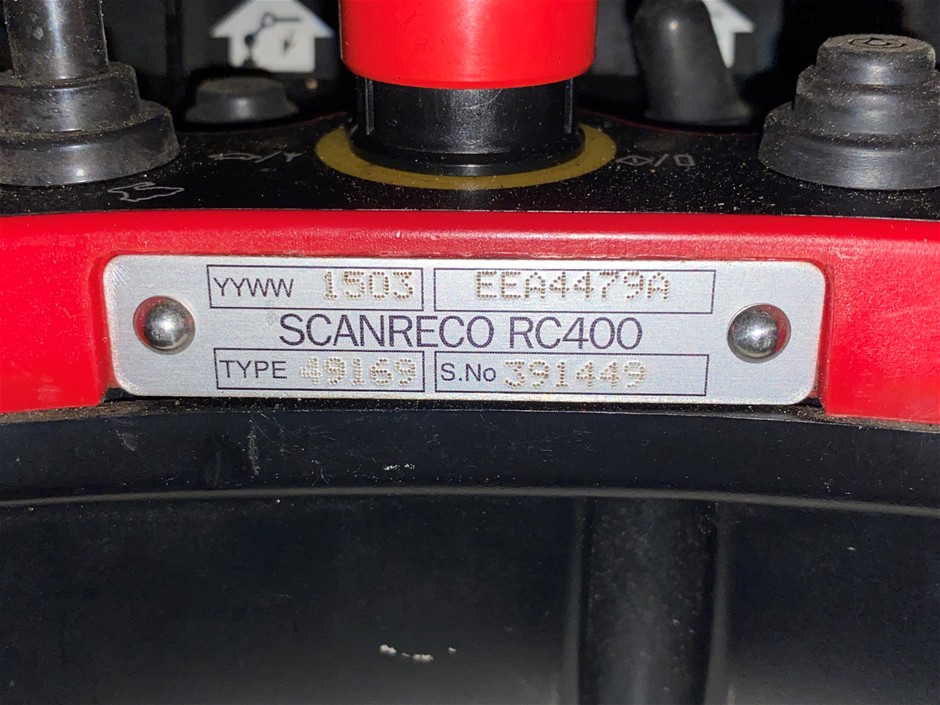 YYWW 1503 EEA4479A
SCANRECO RC400
TYPE 49169 S.No 391449